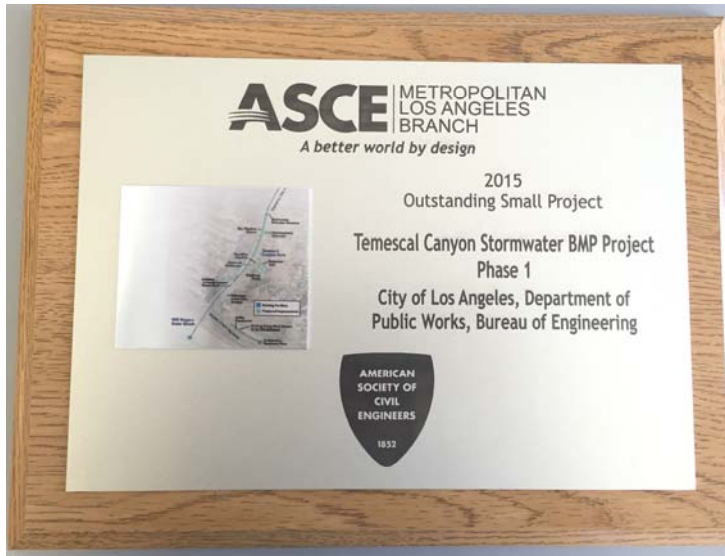 ASCE
METROPOLITAN
LOS ANGELES
BRANCH
A better world by design
2015
Outstanding Small Project
Temescal Canyon Stormwater BMP Project
Phase 1
City of Los Angeles, Department of
Public Works, Bureau of Engineering
AMERICAN
SOCIETY OF
CIVIL
ENGINEERS
1852